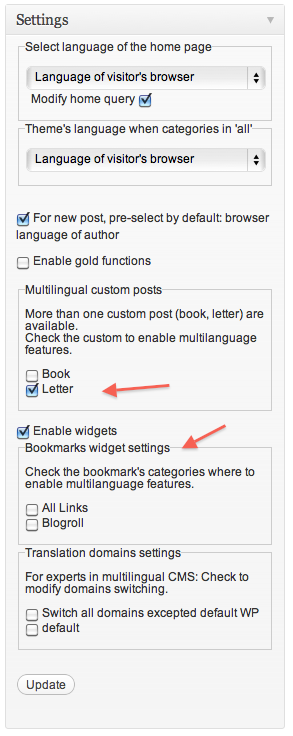 Settings
Select language of the home page
Language of visitor's browser
Modify home query
Theme's language when categories in 'all'
Language of visitor's browser
For new post, pre-select by default: browser
language of author
Enable gold functions
Multilingual custom posts
More than one custom post (book, letter) are
available.
Check the custom to enable multilanguage
features.
Book
Letter
Enable widgets
Bookmarks widget settings
Check the bookmark's categories where to
enable multilanguage features.
All Links
Blogroll
Translation domains settings
For experts in multilingual CMS: Check to
modify domains switching.
Switch all domains excepted default WP
default
Update